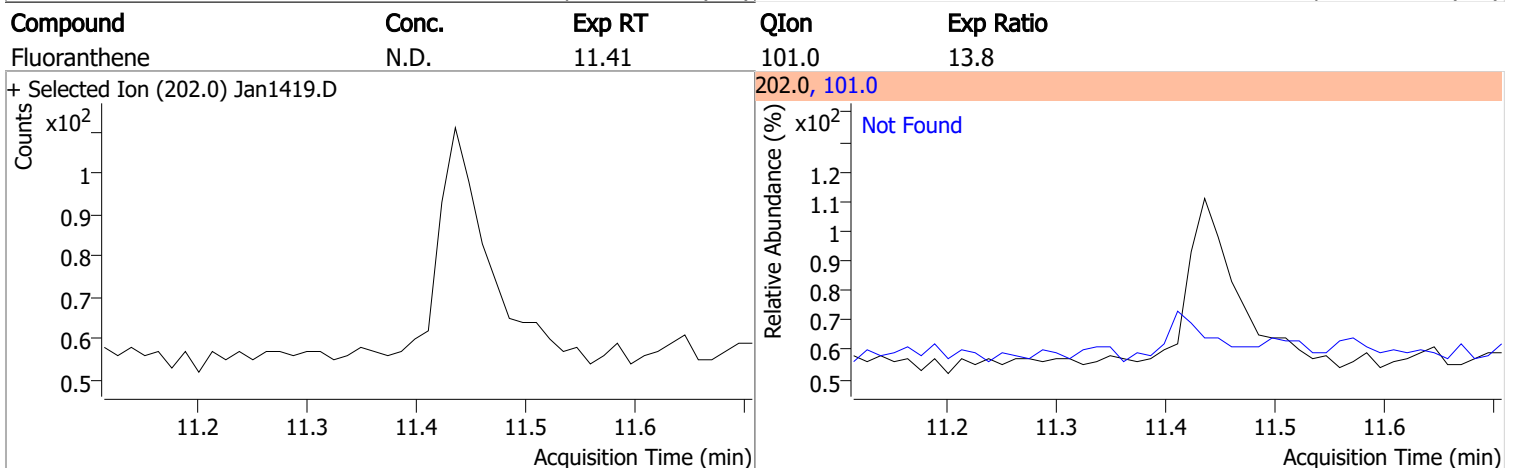 Compound Conc. Exp RT QIon Exp Ratio
Fluoranthene N.D. 11.41 101.0 13.8
+ Selected Ion (202.0) Jan1419.D
Counts
x10²
1
0.9
0.8
0.7
0.6
0.5
11.2 11.3 11.4 11.5 11.6
Acquisition Time (min)
202.0, 101.0
Relative Abundance (%)
x10²
Not Found
1.2
1.1
1
0.9
0.8
0.7
0.6
0.5
11.2 11.3 11.4 11.5 11.6
Acquisition Time (min)